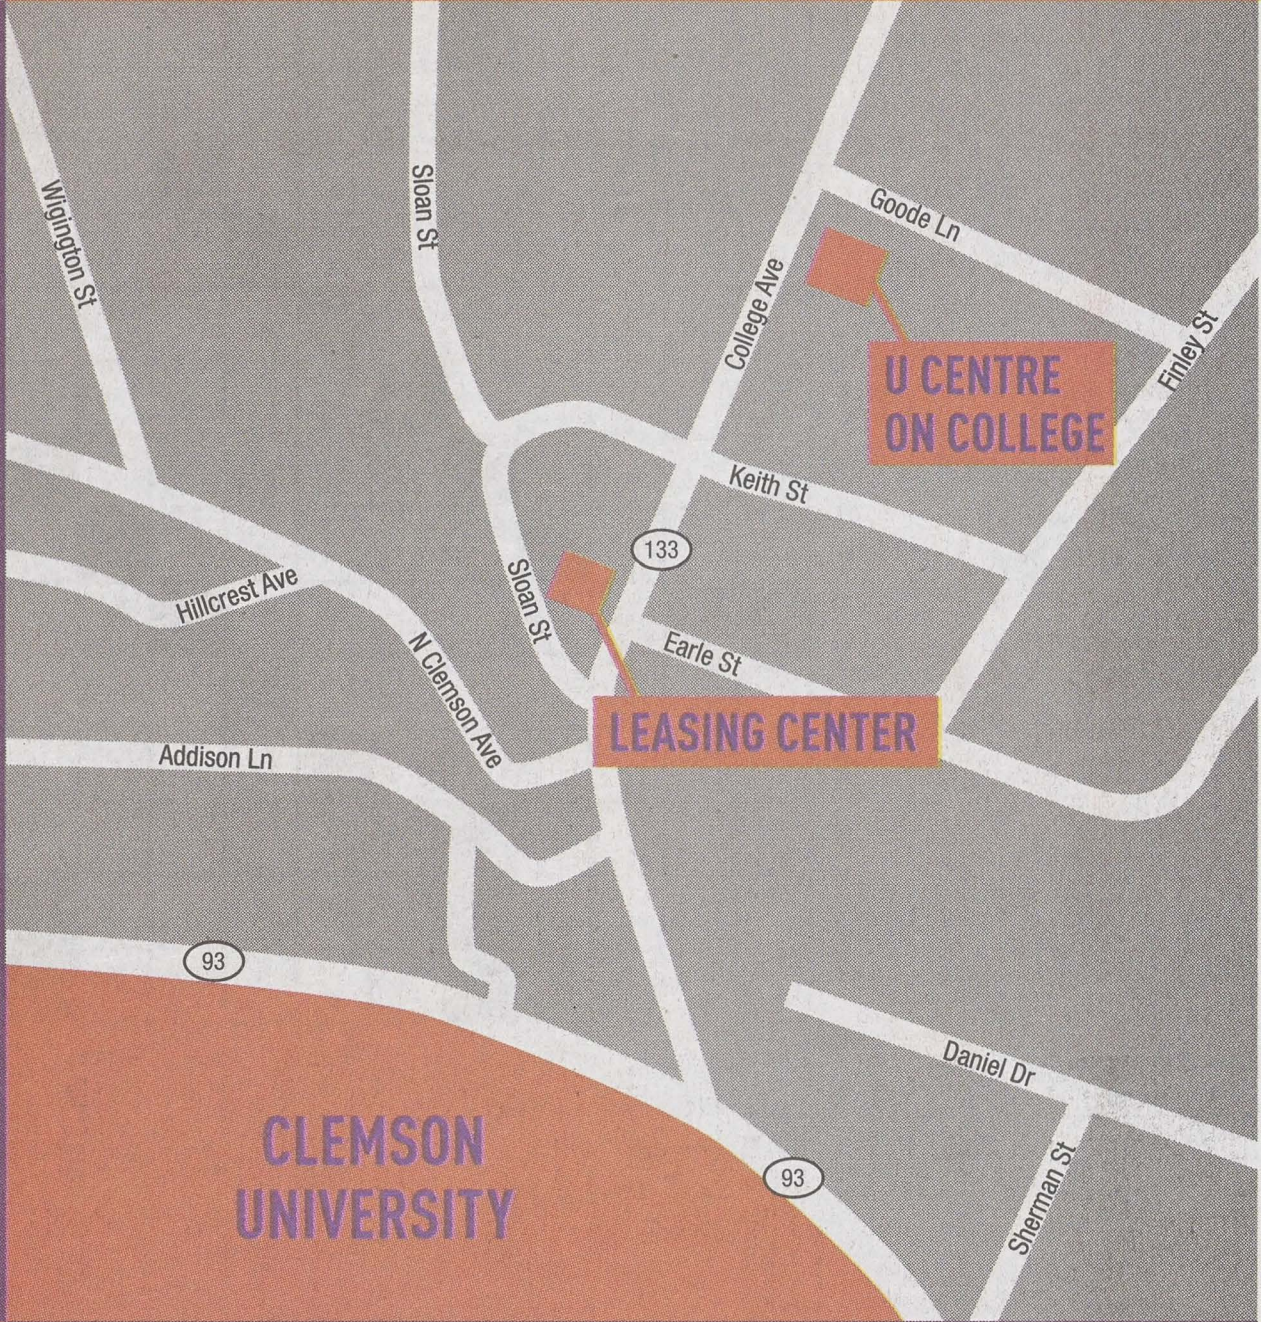 Wigington St
Sloan St
College Ave
Goode Ln
Finley St
U CENTRE
ON COLLEGE
Keith St
133
Sloan St
Hillcrest Ave
Earle St
N Clemson Ave
LEASING CENTER
Addison Ln
93
Daniel Dr
CLEMSON
UNIVERSITY
93
Sherman St